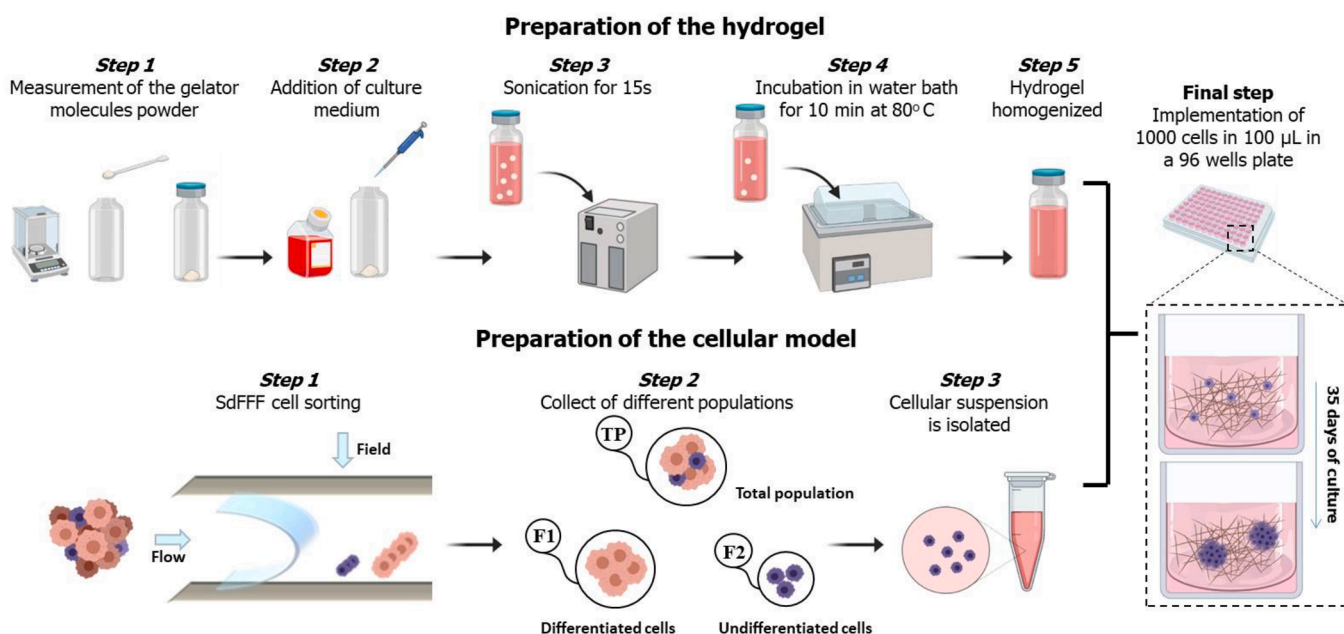 Preparation of the hydrogel
Step 1
Measurement of the gelator
molecules powder
Step 2
Addition of culture
medium
Step 3
Sonication for 15s
Step 4
Incubation in water bath
for 10 min at 80° C
Step 5
Hydrogel
homogenized
Final step
Implementation of
1000 cells in 100 µL in
a 96 wells plate
35 days of culture
Preparation of the cellular model
Step 1
SdFFF cell sorting
Field
Flow
Step 2
Collect of different populations
TP
Total population
F1
Differentiated cells
F2
Undifferentiated cells
Step 3
Cellular suspension
is isolated